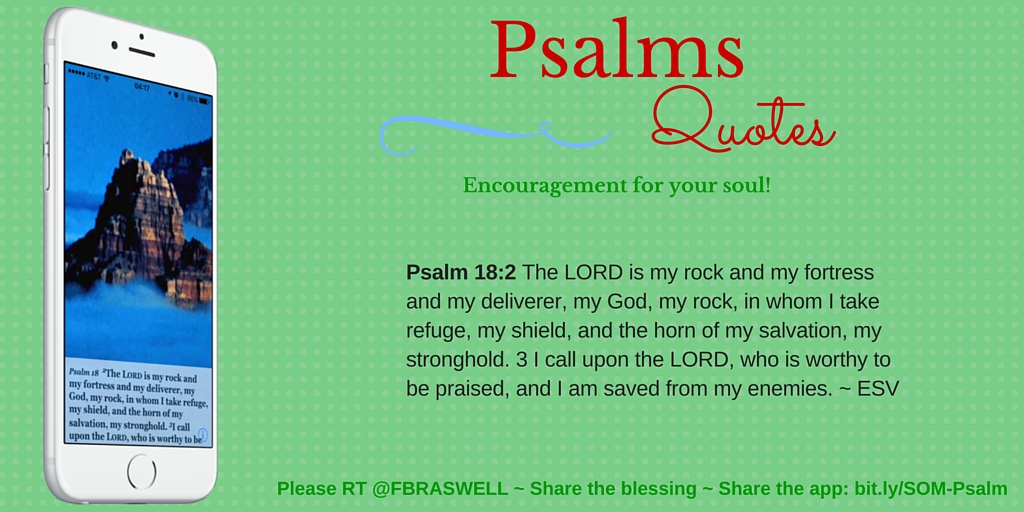 Psalms
Quotes
Encouragement for your soul!
Psalm 18:2 The LORD is my rock and my fortress
and my deliverer, my God, my rock, in whom I take
refuge, my shield, and the horn of my salvation, my
stronghold. 3 I call upon the LORD, who is worthy to
be praised, and I am saved from my enemies. ~ ESV
Please RT @FBRASWELL ~ Share the blessing ~ Share the app: bit.ly/SOM-Psalm
AT&T
04:17
86%
Psalm 18 ²The LORD is my rock and
my fortress and my deliverer, my
God, my rock, in whom I take refuge,
my shield, and the horn of my
salvation, my stronghold. ³I call
upon the LORD, who is worthy to be